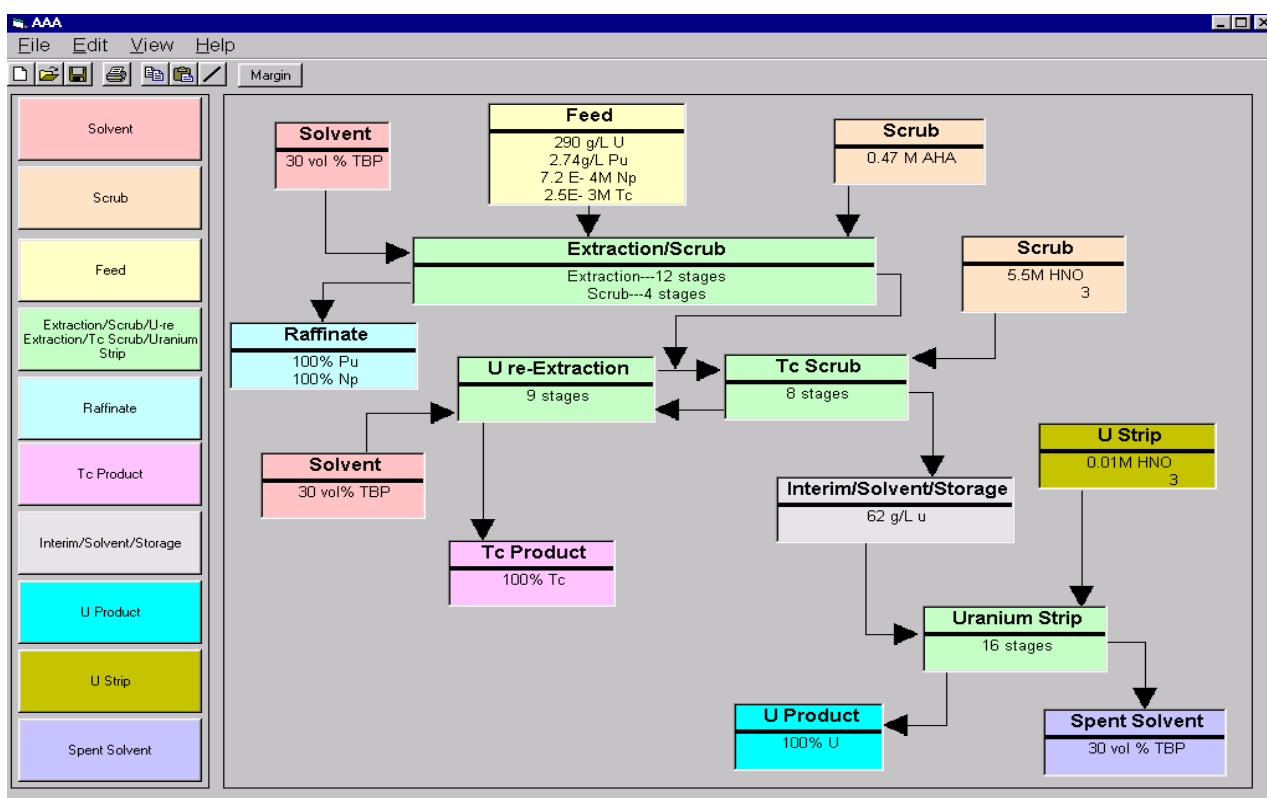 AAA
File Edit View Help
Margin
Solvent
Scrub
Feed
Extraction/Scrub/U-re
Extraction/Tc Scrub/Uranium
Strip
Raffinate
Tc Product
Interim/Solvent/Storage
U Product
U Strip
Spent Solvent
Solvent
30 vol % TBP
Feed
290 g/L U
2.74g/L Pu
7.2 E- 4M Np
2.5E- 3M Tc
Scrub
0.47 M AHA
Extraction/Scrub
Extraction---12 stages
Scrub---4 stages
Scrub
5.5M HNO
3
Raffinate
100% Pu
100% Np
U re-Extraction
9 stages
Tc Scrub
8 stages
Solvent
30 vol% TBP
U Strip
0.01M HNO
3
Interim/Solvent/Storage
62 g/L u
Tc Product
100% Tc
Uranium Strip
16 stages
U Product
100% U
Spent Solvent
30 vol % TBP